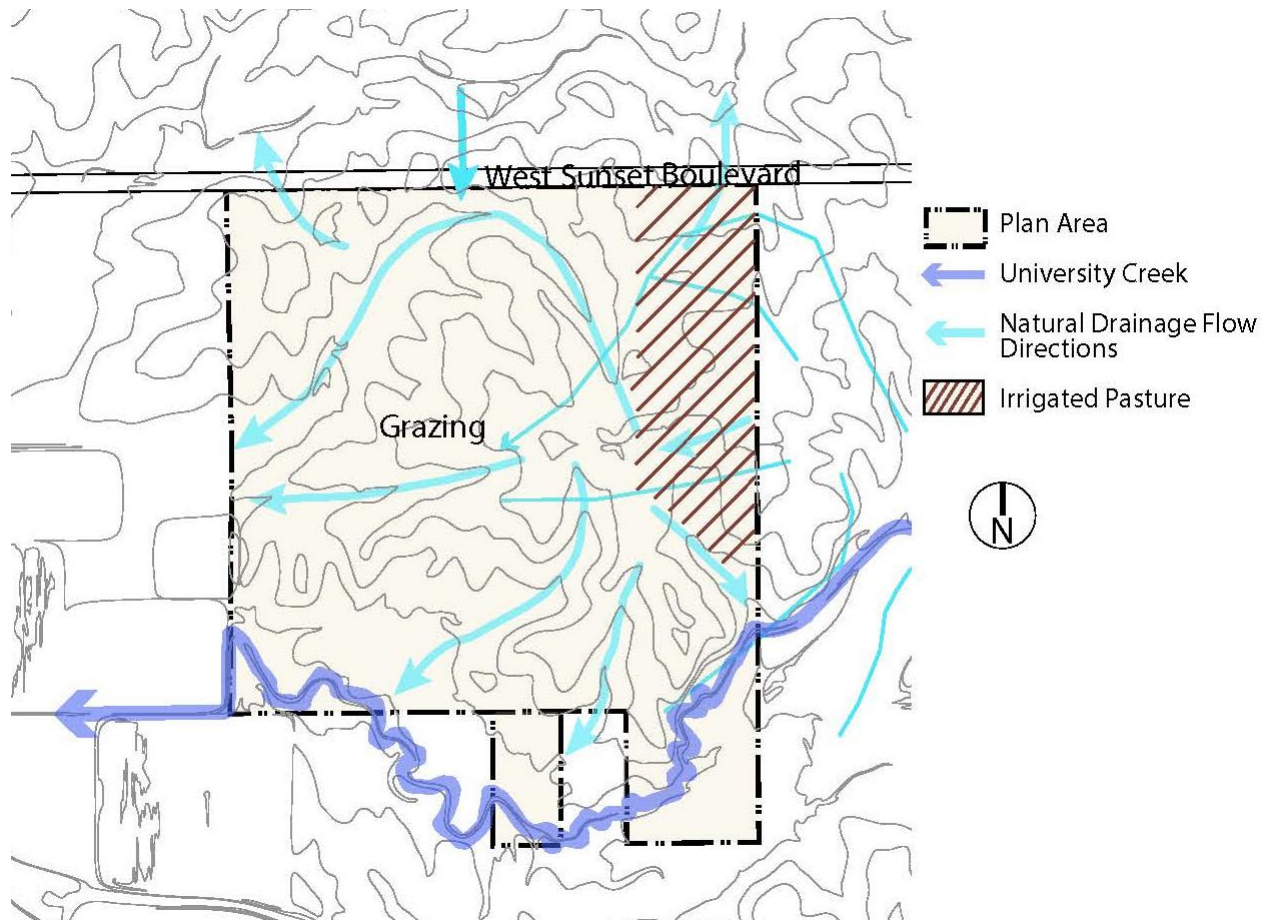 West Sunset Boulevard
Grazing
Plan Area
University Creek
Natural Drainage Flow
Directions
Irrigated Pasture
N